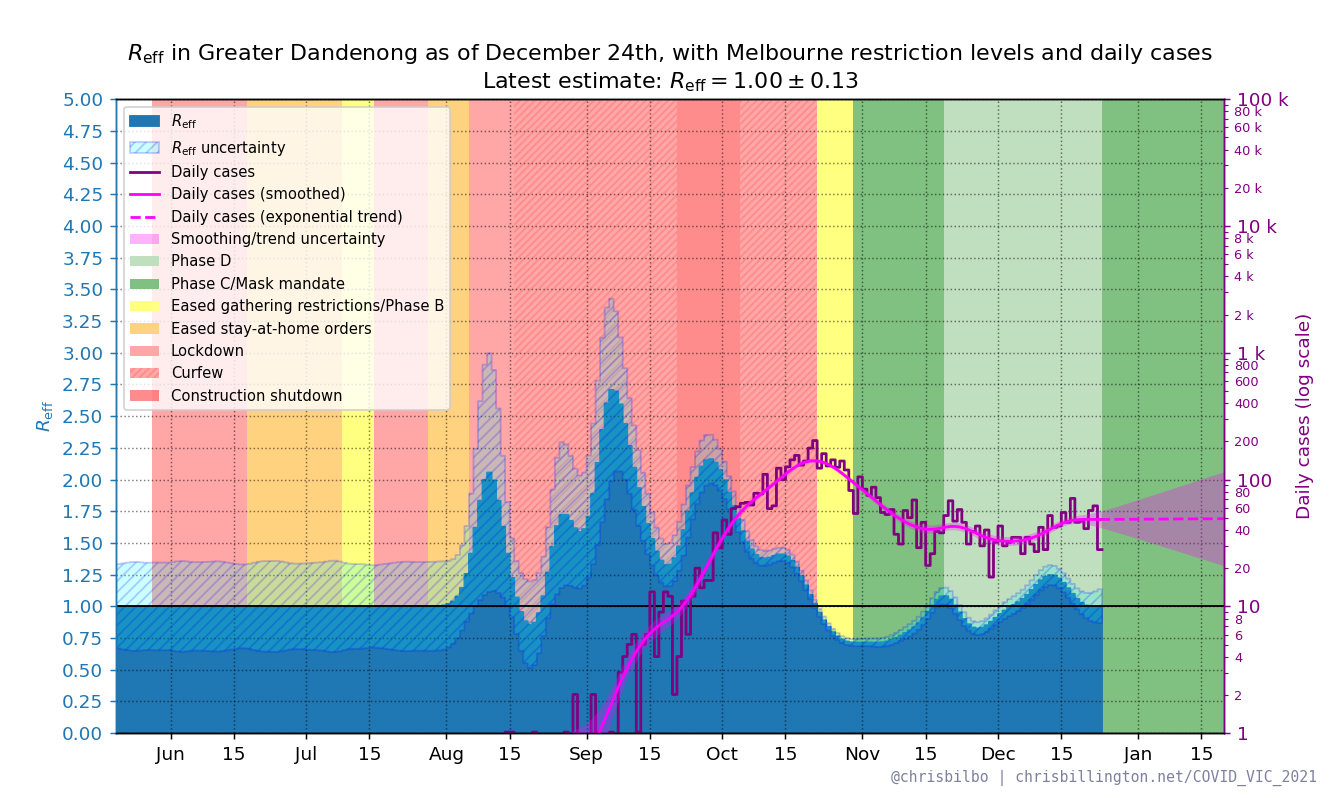 R_eff in Greater Dandenong as of December 24th, with Melbourne restriction levels and daily cases
Latest estimate: R_eff = 1.00 ± 0.13
R_eff
5.00
4.75
4.50
4.25
4.00
3.75
3.50
3.25
3.00
2.75
2.50
2.25
2.00
1.75
1.50
1.25
1.00
0.75
0.50
0.25
0.00
R_eff
R_eff uncertainty
Daily cases
Daily cases (smoothed)
Daily cases (exponential trend)
Smoothing/trend uncertainty
Phase D
Phase C/Mask mandate
Eased gathering restrictions/Phase B
Eased stay-at-home orders
Lockdown
Curfew
Construction shutdown
100 k
80 k
60 k
40 k
20 k
10 k
8 k
6 k
4 k
2 k
1 k
800
600
400
200
100
80
60
40
20
10
8
6
4
2
1
Daily cases (log scale)
Jun 15 Jul 15 Aug 15 Sep 15 Oct 15 Nov 15 Dec 15 Jan 15
@chrisbilbo | chrisbillington.net/COVID_VIC_2021